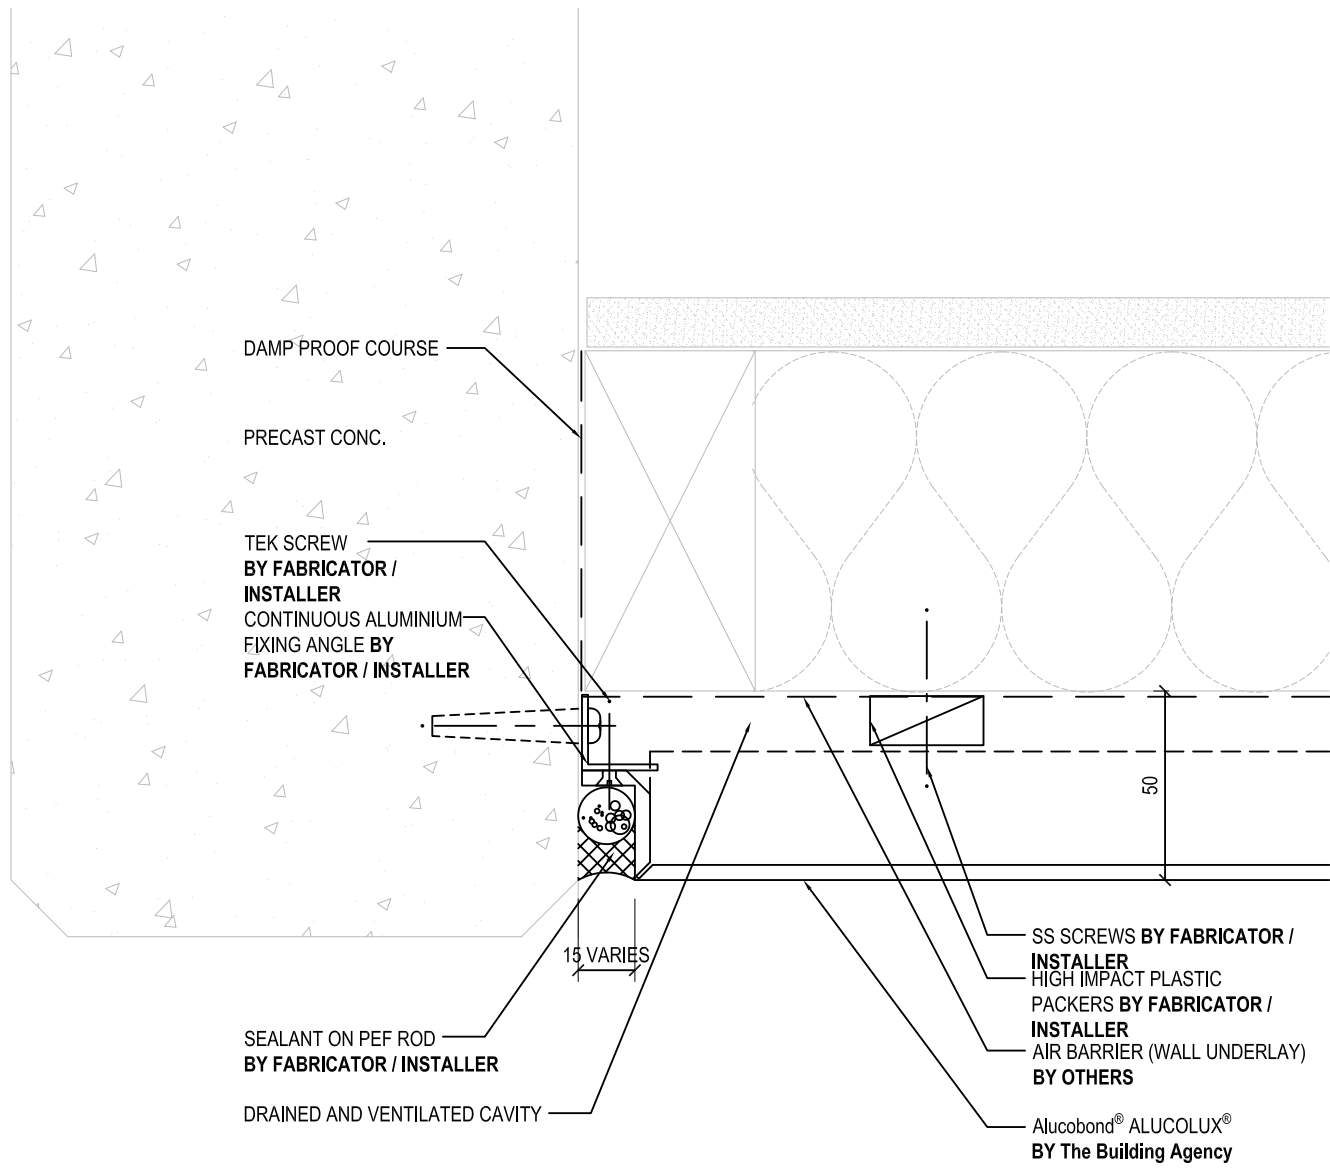 DAMP PROOF COURSE
PRECAST CONC.
TEK SCREW
BY FABRICATOR /
INSTALLER
CONTINUOUS ALUMINIUM
FIXING ANGLE BY
FABRICATOR / INSTALLER
50
15 VARIES
SEALANT ON PEF ROD
BY FABRICATOR / INSTALLER
DRAINED AND VENTILATED CAVITY
SS SCREWS BY FABRICATOR /
INSTALLER
HIGH IMPACT PLASTIC
PACKERS BY FABRICATOR /
INSTALLER
AIR BARRIER (WALL UNDERLAY)
BY OTHERS
Alucobond® ALUCOLUX®
BY The Building Agency